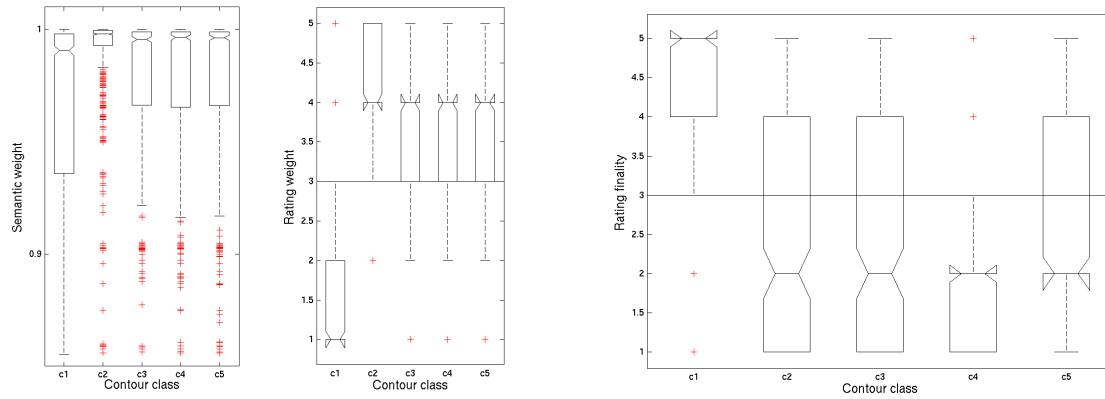 1
0.9
Semantic weight
c1 c2 c3 c4 c5
Contour class
5
4.5
4
3.5
3
2.5
2
1.5
1
Rating weight
c1 c2 c3 c4 c5
Contour class
5
4.5
4
3.5
3
2.5
2
1.5
1
Rating finality
c1 c2 c3 c4 c5
Contour class